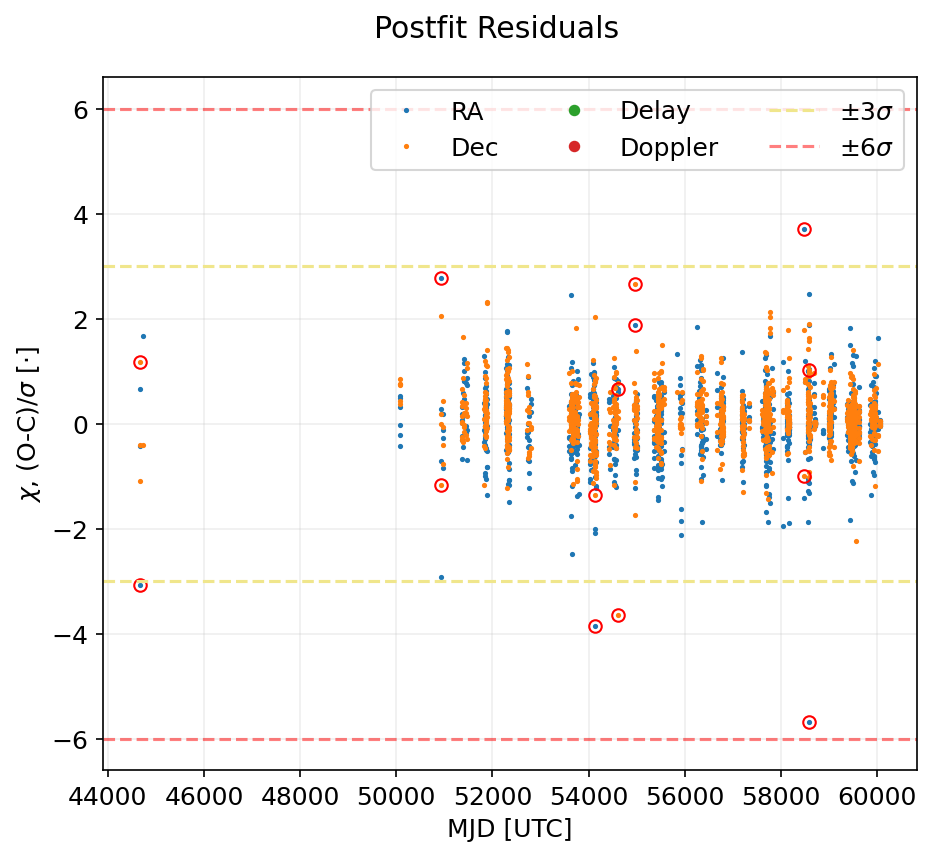 Postfit Residuals
RA
Dec
Delay
Doppler
±3σ
±6σ
6
4
2
0
−2
−4
−6
χ, (O-C)/σ [·]
44000 46000 48000 50000 52000 54000 56000 58000 60000
MJD [UTC]